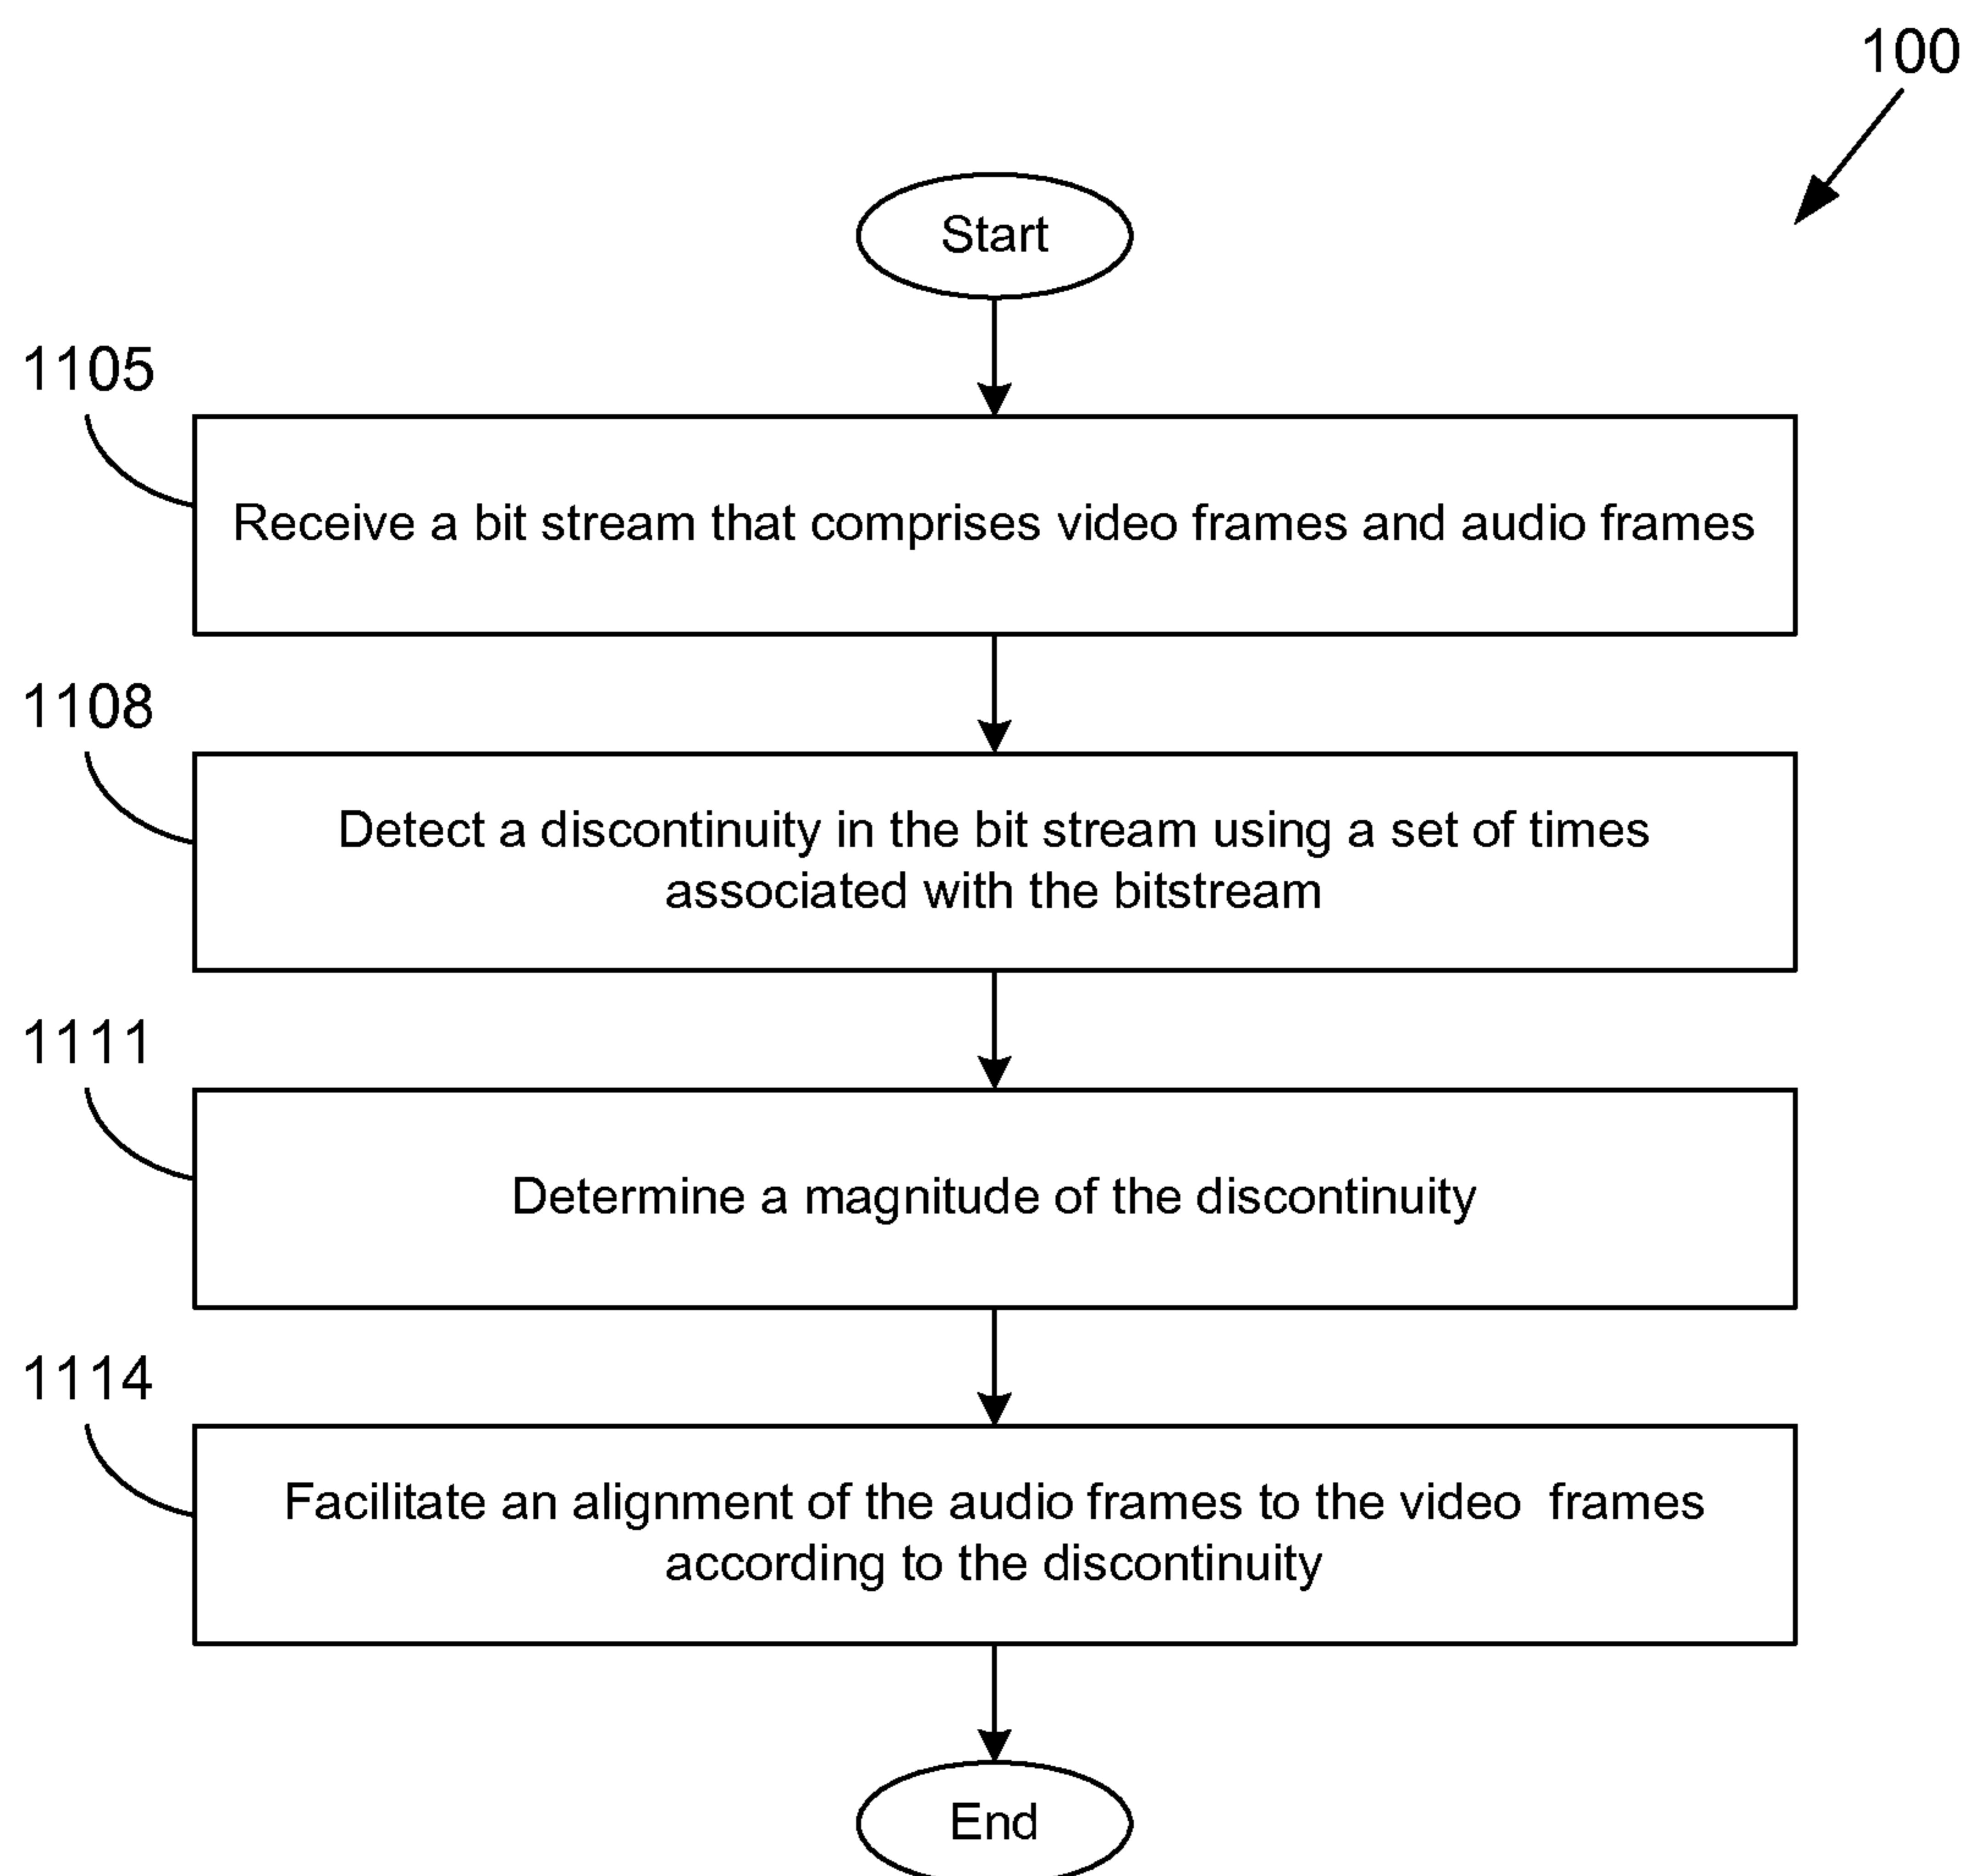 100
Start
1105
Receive a bit stream that comprises video frames and audio frames
1108
Detect a discontinuity in the bit stream using a set of times
associated with the bitstream
1111
Determine a magnitude of the discontinuity
1114
Facilitate an alignment of the audio frames to the video frames
according to the discontinuity
End